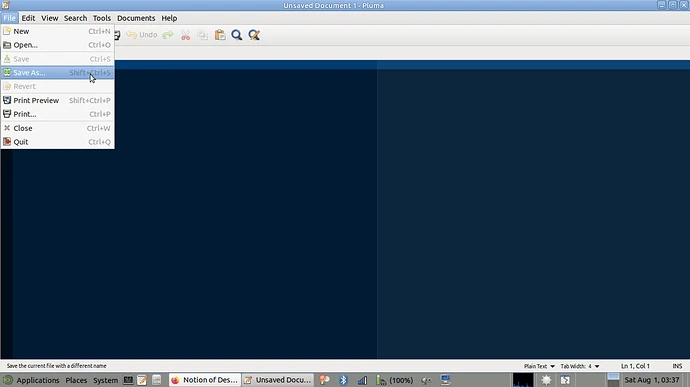 Unsaved Document 1 - Pluma
File Edit View Search Tools Documents Help
New Ctrl+N
Open... Ctrl+O
Save Ctrl+S
Save As... Shift+Ctrl+S
Revert
Print Preview Shift+Ctrl+P
Print... Ctrl+P
Close Ctrl+W
Quit Ctrl+Q
Undo
Save the current file with a different name Plain Text Tab Width: 4 Ln 1, Col 1 INS
Applications Places System Notion of Des... Unsaved Docu... (100%) Sat Aug 1, 03:37